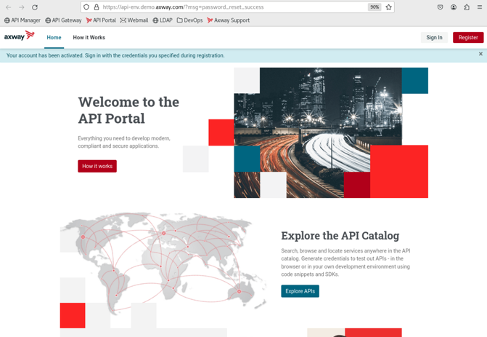 https://api-env.demo.axway.com/?msg=password_reset_success
90%
API Manager API Gateway API Portal Webmail LDAP DevOps Axway Support
axway Home How it Works Sign In Register
Your account has been activated. Sign in with the credentials you specified during registration.
Welcome to the
API Portal
Everything you need to develop modern,
compliant and secure applications.
How it works
Explore the API Catalog
Search, browse and locate services anywhere in the API
catalog. Generate credentials to test out APIs - in the
browser or in your own development environment using
code snippets and SDKs.
Explore APIs